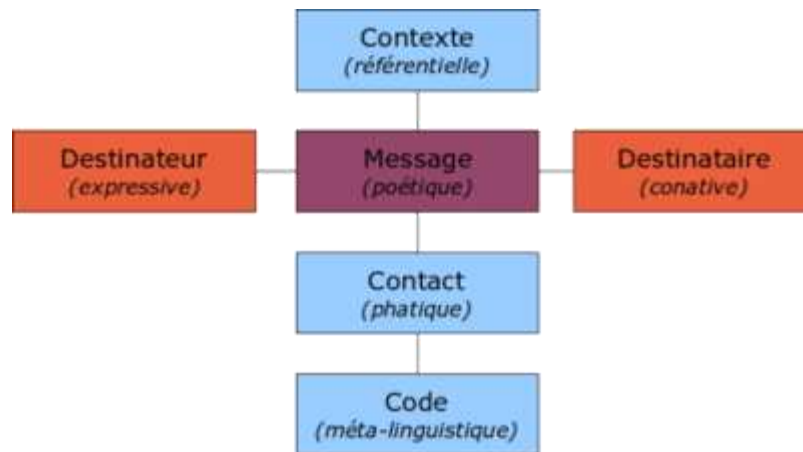 Contexte
(référentielle)
Destinateur
(expressive)
Message
(poétique)
Destinataire
(conative)
Contact
(phatique)
Code
(méta-linguistique)